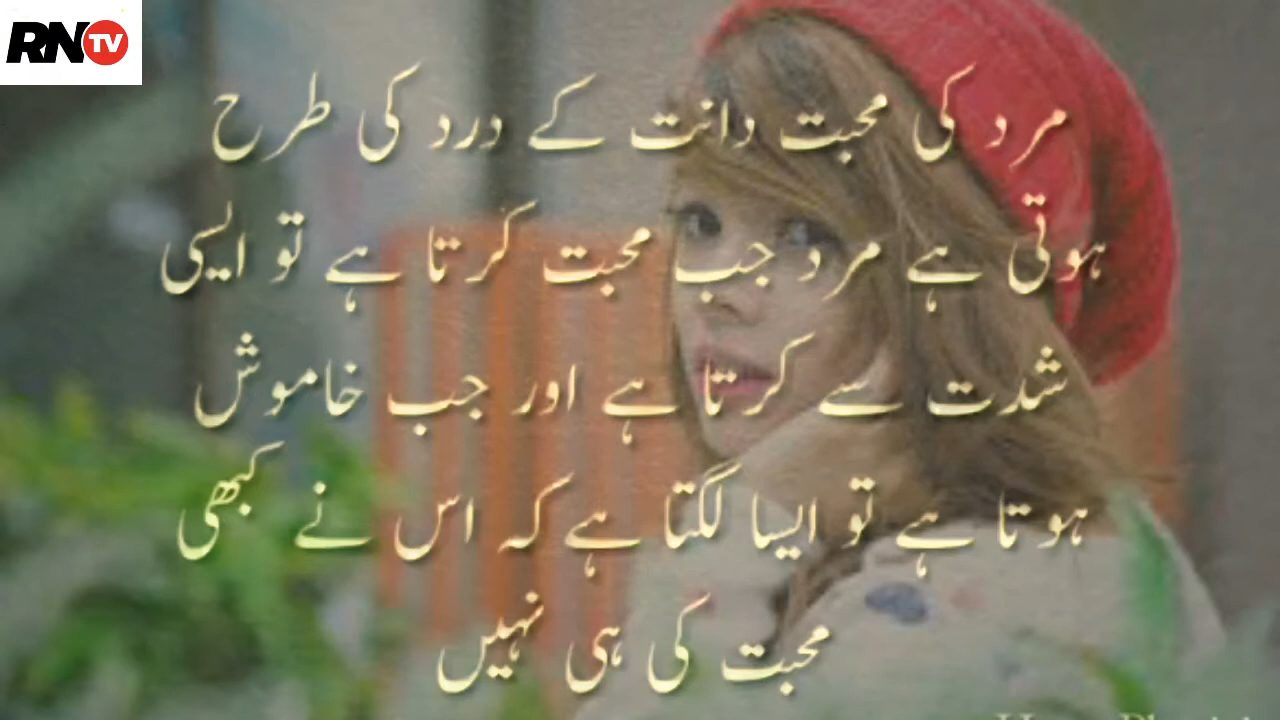 RN TV
مرد کی محبت دانت کے درد کی طرح
ہوتی ہے مرد جب محبت کرتا ہے تو ایسی
شدت سے کرتا ہے اور جب خاموش
ہوتا ہے تو ایسا لگتا ہے کہ اس نے کبھی
محبت کی ہی نہیں